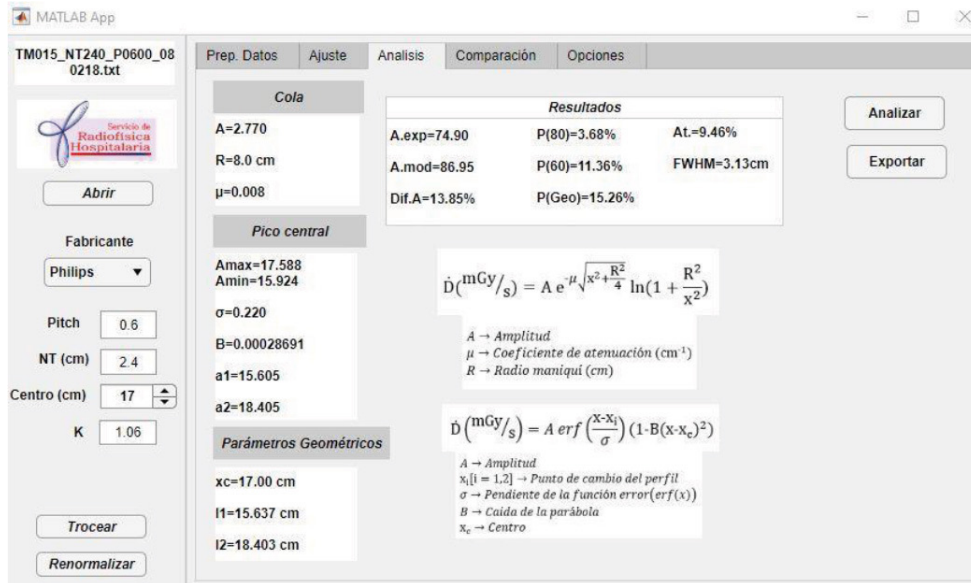 MATLAB App
TM015_NT240_P0600_08
0218.txt
Servicio de
Radiofísica
Hospitalaria
Abrir
Fabricante
Philips
Pitch 0.6
NT (cm) 2.4
Centro (cm) 17
K 1.06
Trocear
Renormalizar
Prep. Datos Ajuste Analisis Comparación Opciones
Cola
A=2.770
R=8.0 cm
μ=0.008
Pico central
Amax=17.588
Amin=15.924
σ=0.220
B=0.00028691
a1=15.605
a2=18.405
Parámetros Geométricos
xc=17.00 cm
l1=15.637 cm
l2=18.403 cm
Resultados
A.exp=74.90 P(80)=3.68% At.=9.46%
A.mod=86.95 P(60)=11.36% FWHM=3.13cm
Dif.A=13.85% P(Geo)=15.26%
Analizar
Exportar
Ḋ(mGy/s) = A e^-μ√(x²+R²/4) ln(1 + R²/x²)
A → Amplitud
μ → Coeficiente de atenuación (cm⁻¹)
R → Radio maniquí (cm)
Ḋ(mGy/s) = A erf((x-xᵢ)/σ) (1-B(x-x_c)²)
A → Amplitud
xᵢ[i = 1,2] → Punto de cambio del perfil
σ → Pendiente de la función error(erf(x))
B → Caida de la parábola
x_c → Centro